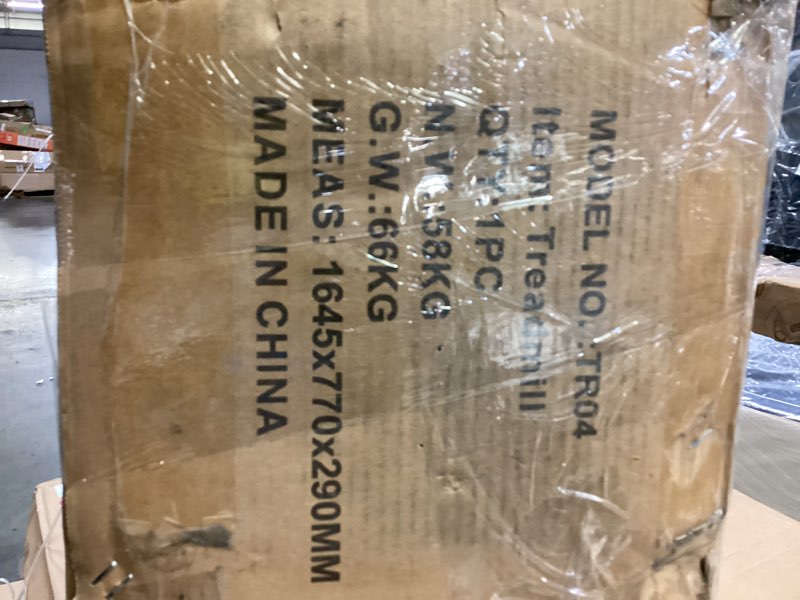 MODEL NO.:TR04
Item: Treadmill
QTY.:1PC
N.W.:58KG
G.W.:66KG
MEAS: 1645x770x290MM
MADE IN CHINA